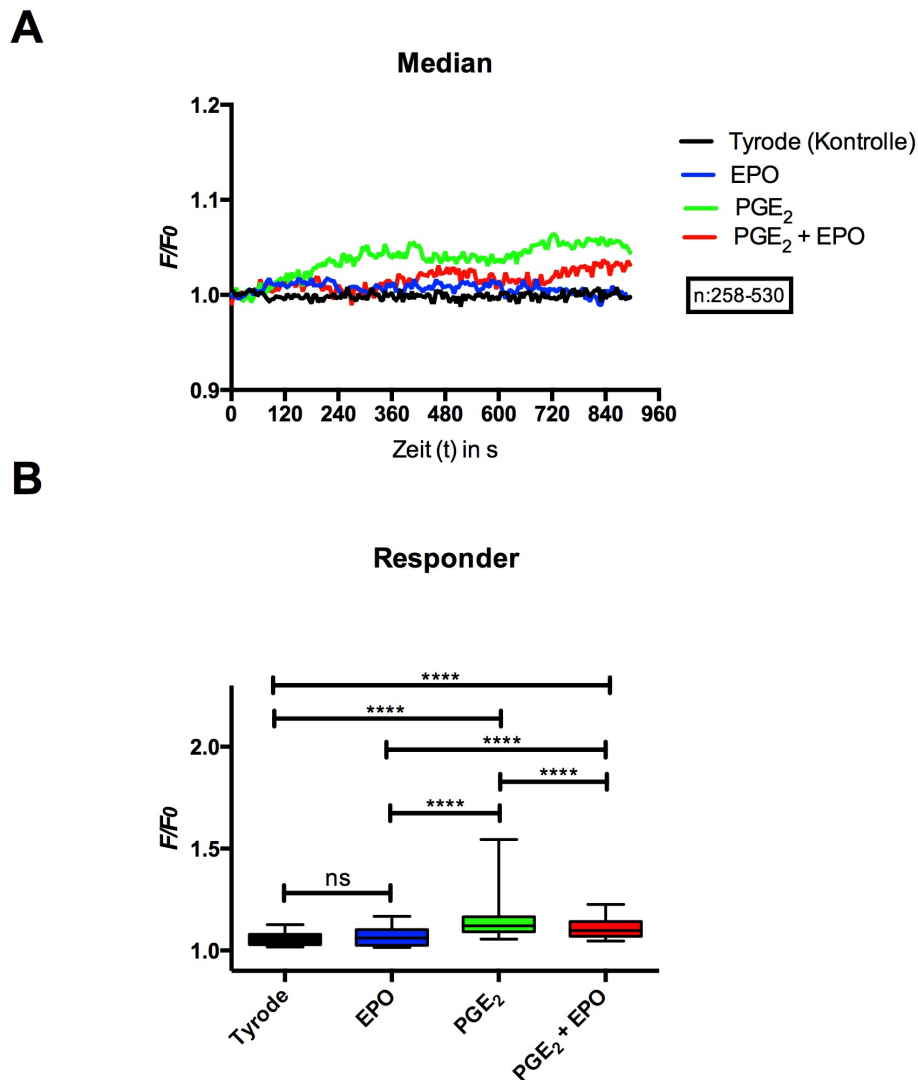 A
Median
1.2
1.1
1.0
0.9
F/F0
0 120 240 360 480 600 720 840 960
Zeit (t) in s
Tyrode (Kontrolle)
EPO
PGE₂
PGE₂ + EPO
n:258-530
B
Responder
****
****
****
****
****
ns
2.0
1.5
1.0
F/F0
Tyrode
EPO
PGE₂
PGE₂ + EPO